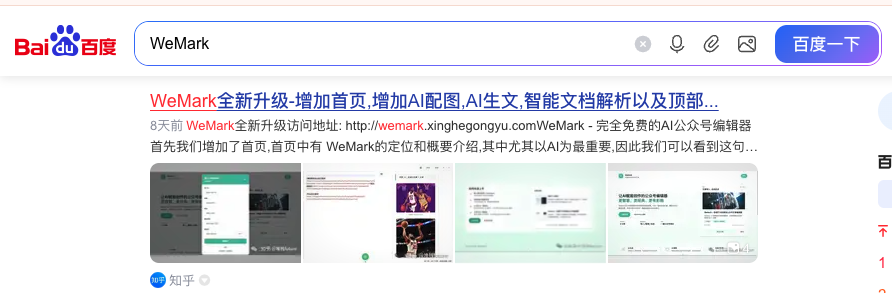 Bai du 百度
WeMark
百度一下
WeMark全新升级-增加首页,增加AI配图,AI生文,智能文档解析以及顶部...
8天前 WeMark全新升级访问地址: http://wemark.xinghegongyu.comWeMark - 完全免费的AI公众号编辑器
首先我们增加了首页,首页中有 WeMark的定位和概要介绍,其中尤其以AI为最重要,因此我们可以看到这句...
知乎 知乎
百
1